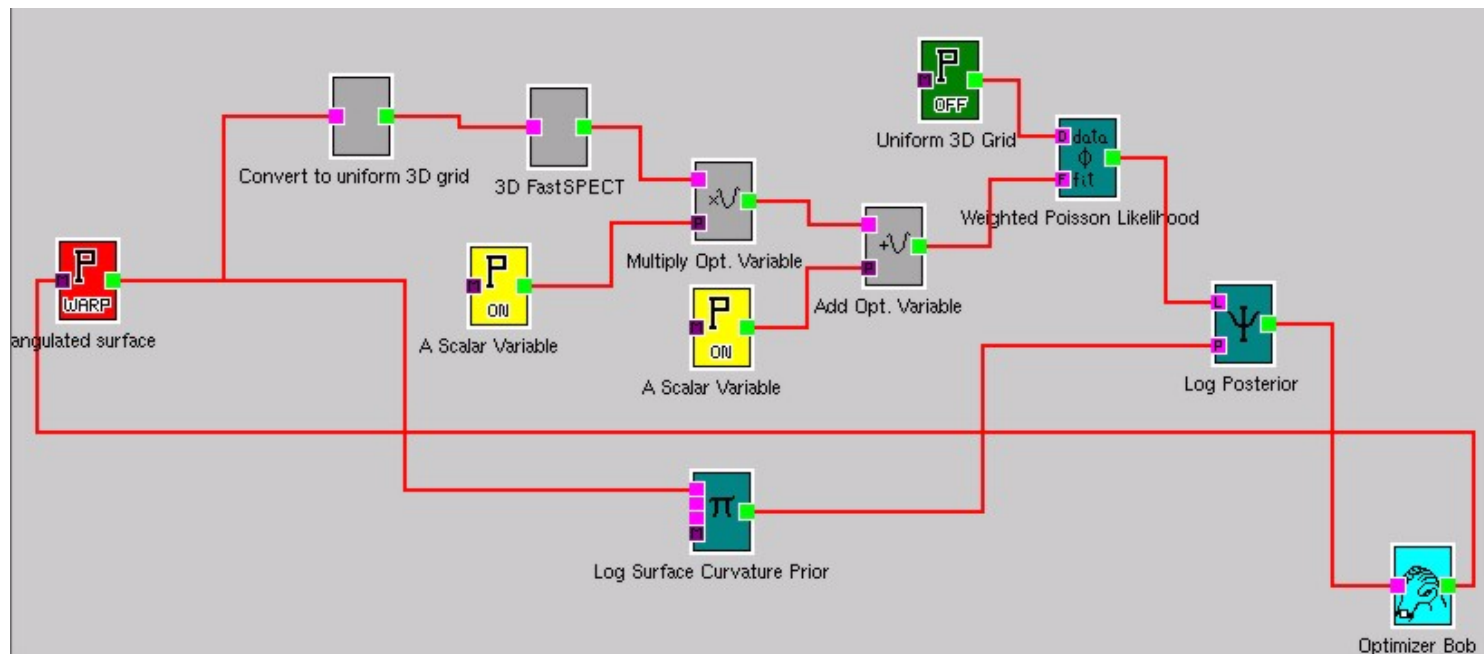 P
OFF
M
Uniform 3D Grid
Convert to uniform 3D grid
3D FastSPECT
D data
Φ
F fit
Weighted Poisson Likelihood
x
P
Multiply Opt. Variable
+
P
Add Opt. Variable
P
M
WARP
angulated surface
P
M
ON
A Scalar Variable
P
M
ON
A Scalar Variable
L
Ψ
P
Log Posterior
π
M
Log Surface Curvature Prior
Optimizer Bob